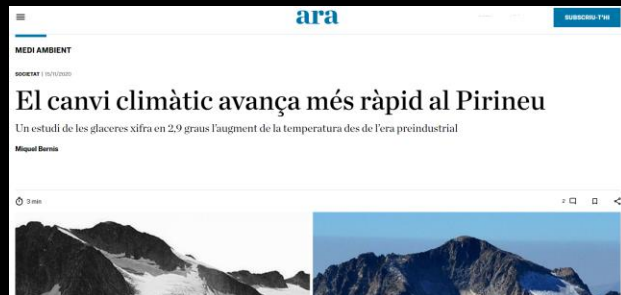 ara
SUBSCRIU-T'HI
MEDI AMBIENT
SOCIETAT | 15/11/2020
El canvi climàtic avança més ràpid al Pirineu
Un estudi de les glaceres xifra en 2,9 graus l'augment de la temperatura des de l'era preindustrial
Miquel Bernis
3 min
2